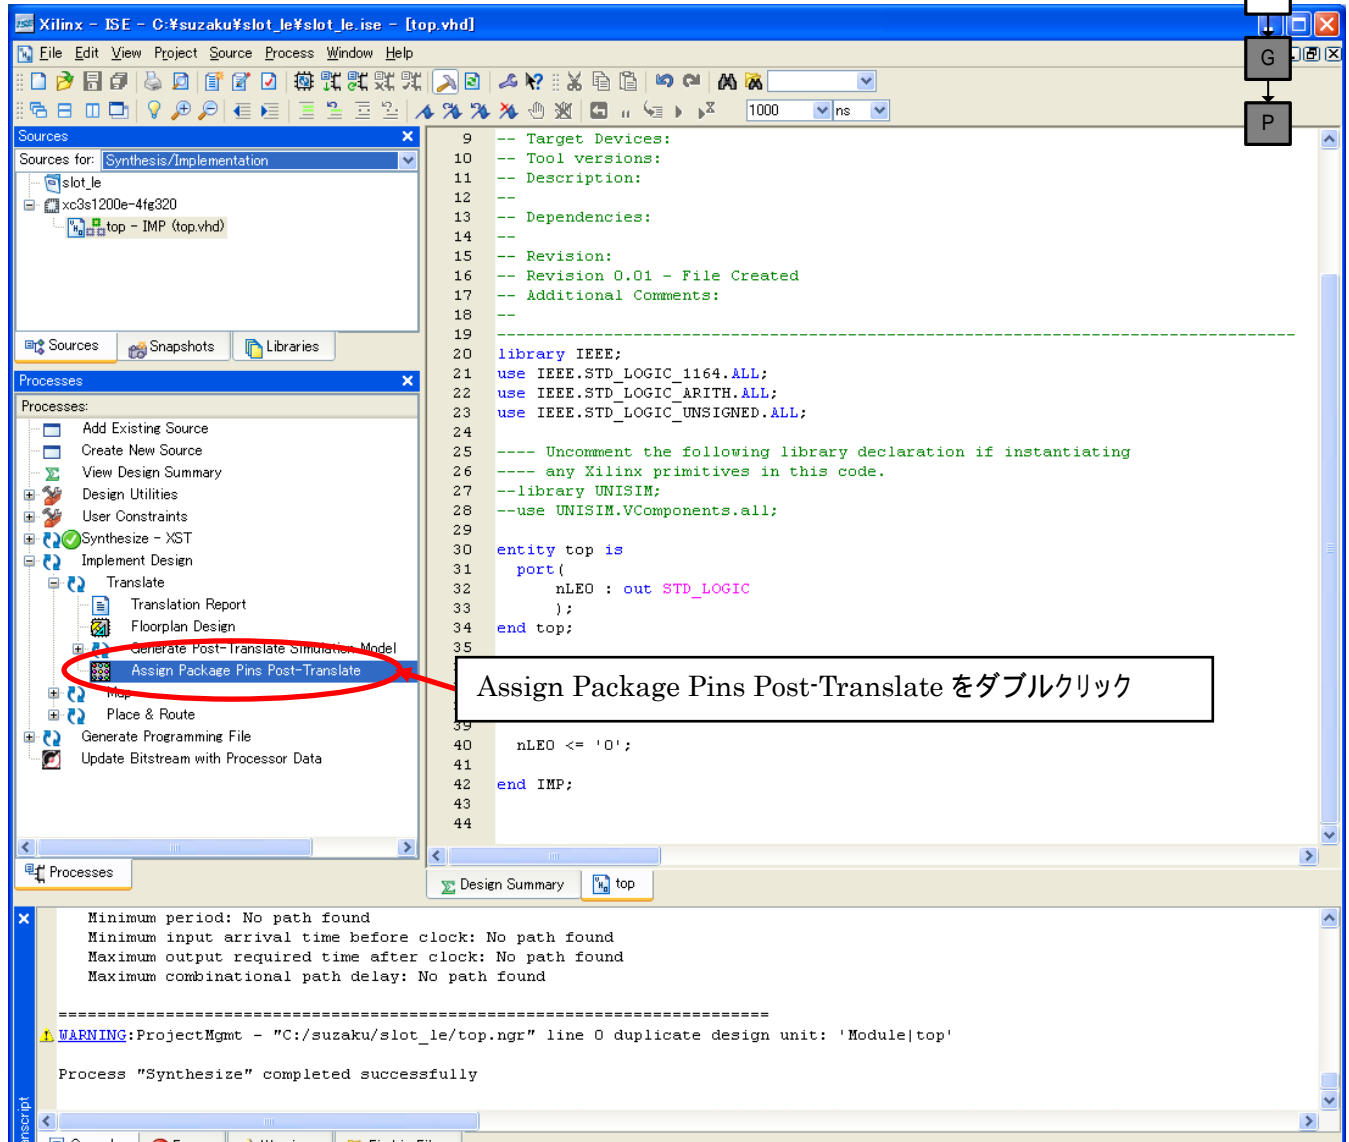 Xilinx - ISE - C:¥suzaku¥slot_le¥slot_le.ise - [top.vhd]
File Edit View Project Source Process Window Help
G
P
1000 ns
Sources
Sources for: Synthesis/Implementation
slot_le
xc3s1200e-4fg320
top - IMP (top.vhd)
Sources Snapshots Libraries
Processes
Processes:
Add Existing Source
Create New Source
View Design Summary
Design Utilities
User Constraints
Synthesize - XST
Implement Design
Translate
Translation Report
Floorplan Design
Generate Post-Translate Simulation Model
Assign Package Pins Post-Translate
Map
Place & Route
Generate Programming File
Update Bitstream with Processor Data
Processes
9 -- Target Devices:
10 -- Tool versions:
11 -- Description:
12 --
13 -- Dependencies:
14 --
15 -- Revision:
16 -- Revision 0.01 - File Created
17 -- Additional Comments:
18 --
19 ----------------------------------------------------------------------------------
20 library IEEE;
21 use IEEE.STD_LOGIC_1164.ALL;
22 use IEEE.STD_LOGIC_ARITH.ALL;
23 use IEEE.STD_LOGIC_UNSIGNED.ALL;
24
25 ---- Uncomment the following library declaration if instantiating
26 ---- any Xilinx primitives in this code.
27 --library UNISIM;
28 --use UNISIM.VComponents.all;
29
30 entity top is
31 port(
32 nLE0 : out STD_LOGIC
33 );
34 end top;
35
Assign Package Pins Post-Translate をダブルクリック
39
40 nLE0 <= '0';
41
42 end IMP;
43
44
Design Summary top
Minimum period: No path found
Minimum input arrival time before clock: No path found
Maximum output required time after clock: No path found
Maximum combinational path delay: No path found
=========================================================================
WARNING:ProjectMgmt - "C:/suzaku/slot_le/top.ngr" line 0 duplicate design unit: 'Module|top'
Process "Synthesize" completed successfully